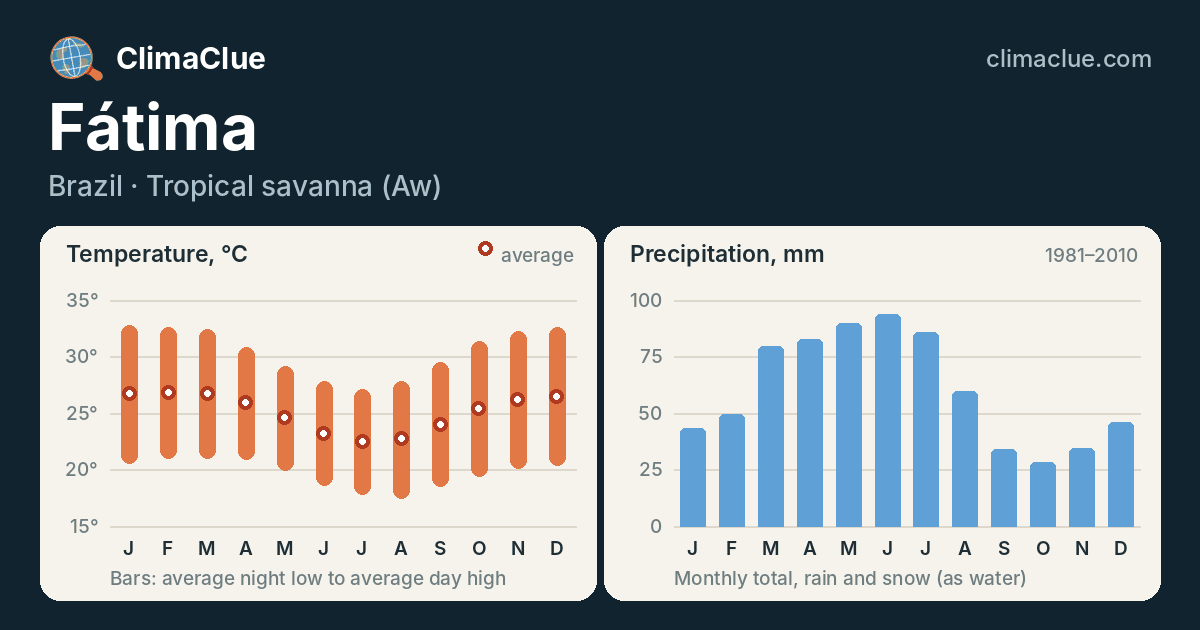 ClimaClue
climaclue.com
Fátima
Brazil · Tropical savanna (Aw)
Temperature, °C
average
35°
30°
25°
20°
15°
J F M A M J J A S O N D
Bars: average night low to average day high
Precipitation, mm
1981–2010
100
75
50
25
0
J F M A M J J A S O N D
Monthly total, rain and snow (as water)